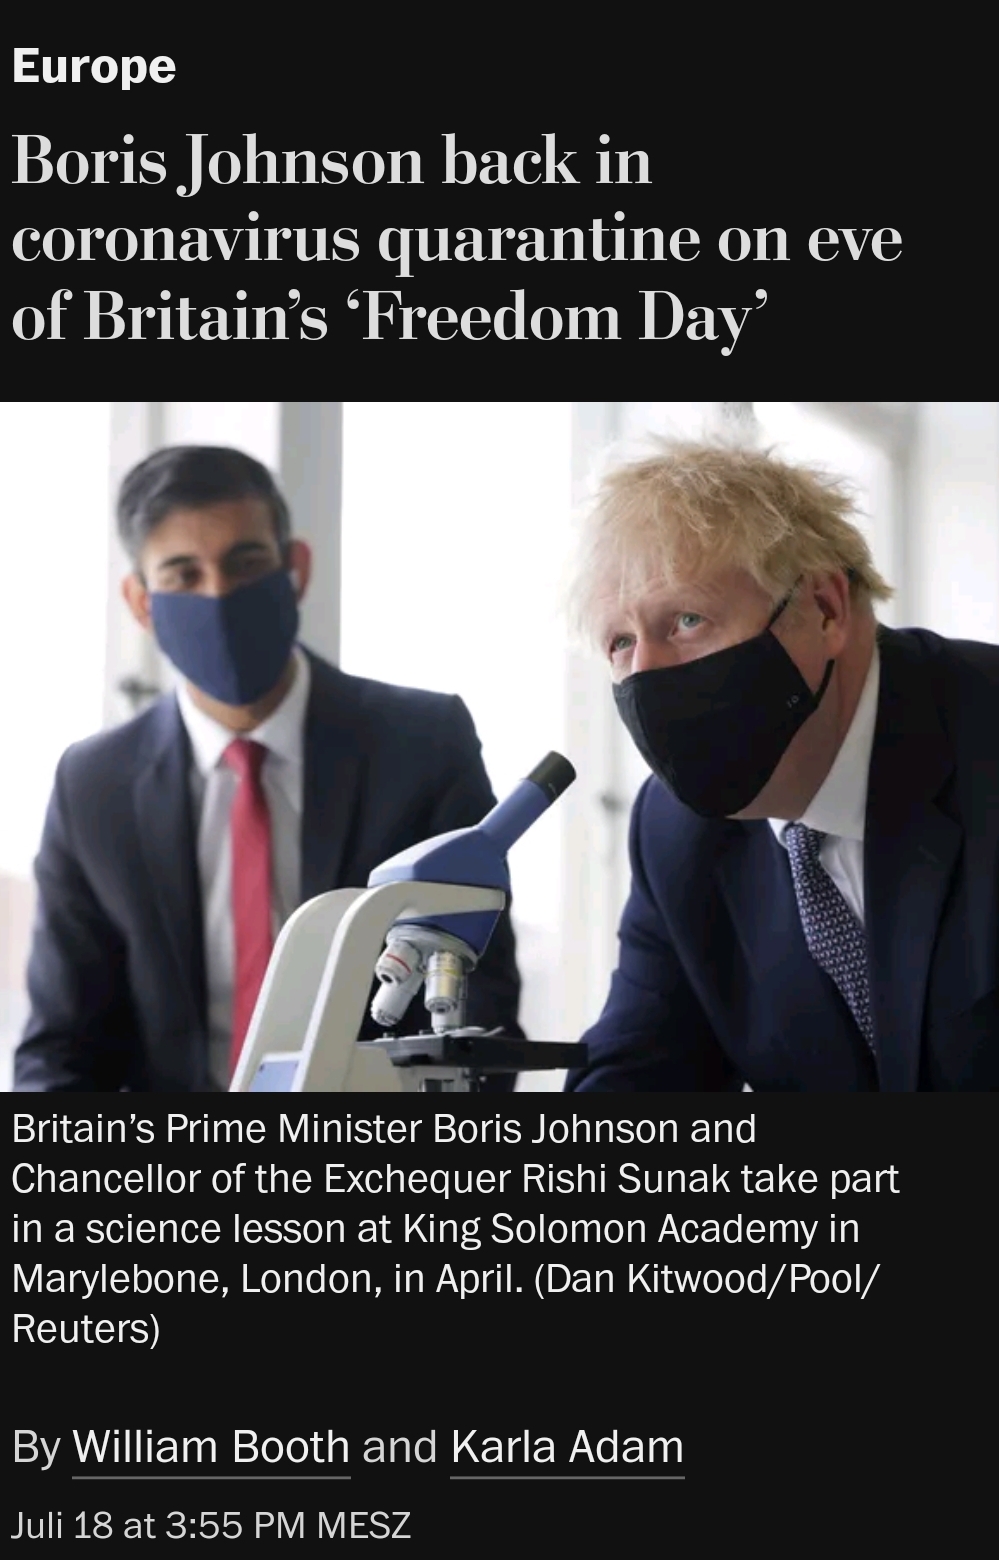 Europe
Boris Johnson back in
coronavirus quarantine on eve
of Britain’s ‘Freedom Day’
Britain’s Prime Minister Boris Johnson and
Chancellor of the Exchequer Rishi Sunak take part
in a science lesson at King Solomon Academy in
Marylebone, London, in April. (Dan Kitwood/Pool/
Reuters)
By William Booth and Karla Adam
Juli 18 at 3:55 PM MESZ